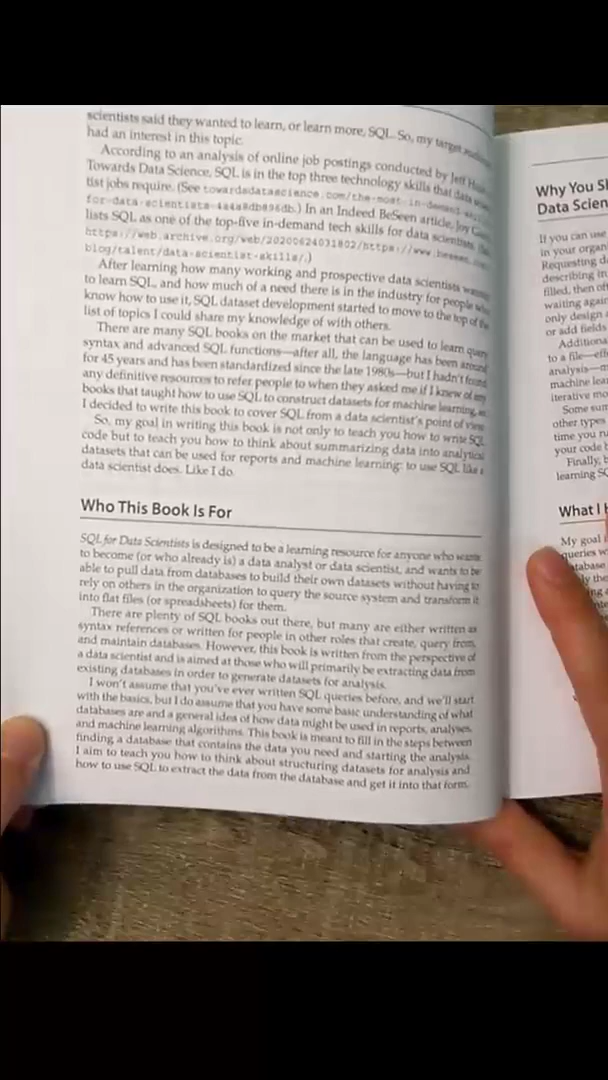 scientists said they wanted to learn, or learn more, SQL. So, my target
had an interest in this topic.
According to an analysis of online job postings conducted by Jeff
Towards Data Science, SQL is in the top three technology skills that data
tist jobs require. (See towardsdatascience.com/the-most-in-demand-
for-data-scientists-4a4a8db896db.) In an Indeed BeSeen article, Joy
lists SQL as one of the top-five in-demand tech skills for data scientists.
https://web.archive.org/web/20200624031802/https://www.beseen.
blog/talent/data-scientist-skills/.)
After learning how many working and prospective data scientists
to learn SQL, and how much of a need there is in the industry for people who
know how to use it, SQL dataset development started to move to the top of the
list of topics I could share my knowledge of with others.
There are many SQL books on the market that can be used to learn query
syntax and advanced SQL functions—after all, the language has been around
for 45 years and has been standardized since the late 1980s—but I hadn't found
any definitive resources to refer people to when they asked me if I knew of any
books that taught how to use SQL to construct datasets for machine learning, so
I decided to write this book to cover SQL from a data scientist's point of view.
So, my goal in writing this book is not only to teach you how to write SQL
code but to teach you how to think about summarizing data into analytical
datasets that can be used for reports and machine learning: to use SQL like a
data scientist does. Like I do.
Who This Book Is For
SQL for Data Scientists is designed to be a learning resource for anyone who wants
to become (or who already is) a data analyst or data scientist, and wants to be
able to pull data from databases to build their own datasets without having to
rely on others in the organization to query the source system and transform it
into flat files (or spreadsheets) for them.
There are plenty of SQL books out there, but many are either written as
syntax references or written for people in other roles that create, query from,
and maintain databases. However, this book is written from the perspective of
a data scientist and is aimed at those who will primarily be extracting data from
existing databases in order to generate datasets for analysis.
I won't assume that you've ever written SQL queries before, and we'll start
with the basics, but I do assume that you have some basic understanding of what
databases are and a general idea of how data might be used in reports, analyses,
and machine learning algorithms. This book is meant to fill in the steps between
finding a database that contains the data you need and starting the analysis.
I aim to teach you how to think about structuring datasets for analysis and
how to use SQL to extract the data from the database and get it into that form.
Why You
Data
If you can use
in your
Requesting
describing
filled, then
waiting
only design
or add fields
to a
analysis—
machine
iterative
Some
other types
time you
your code
Finally,
learning
What I
My goal
queries